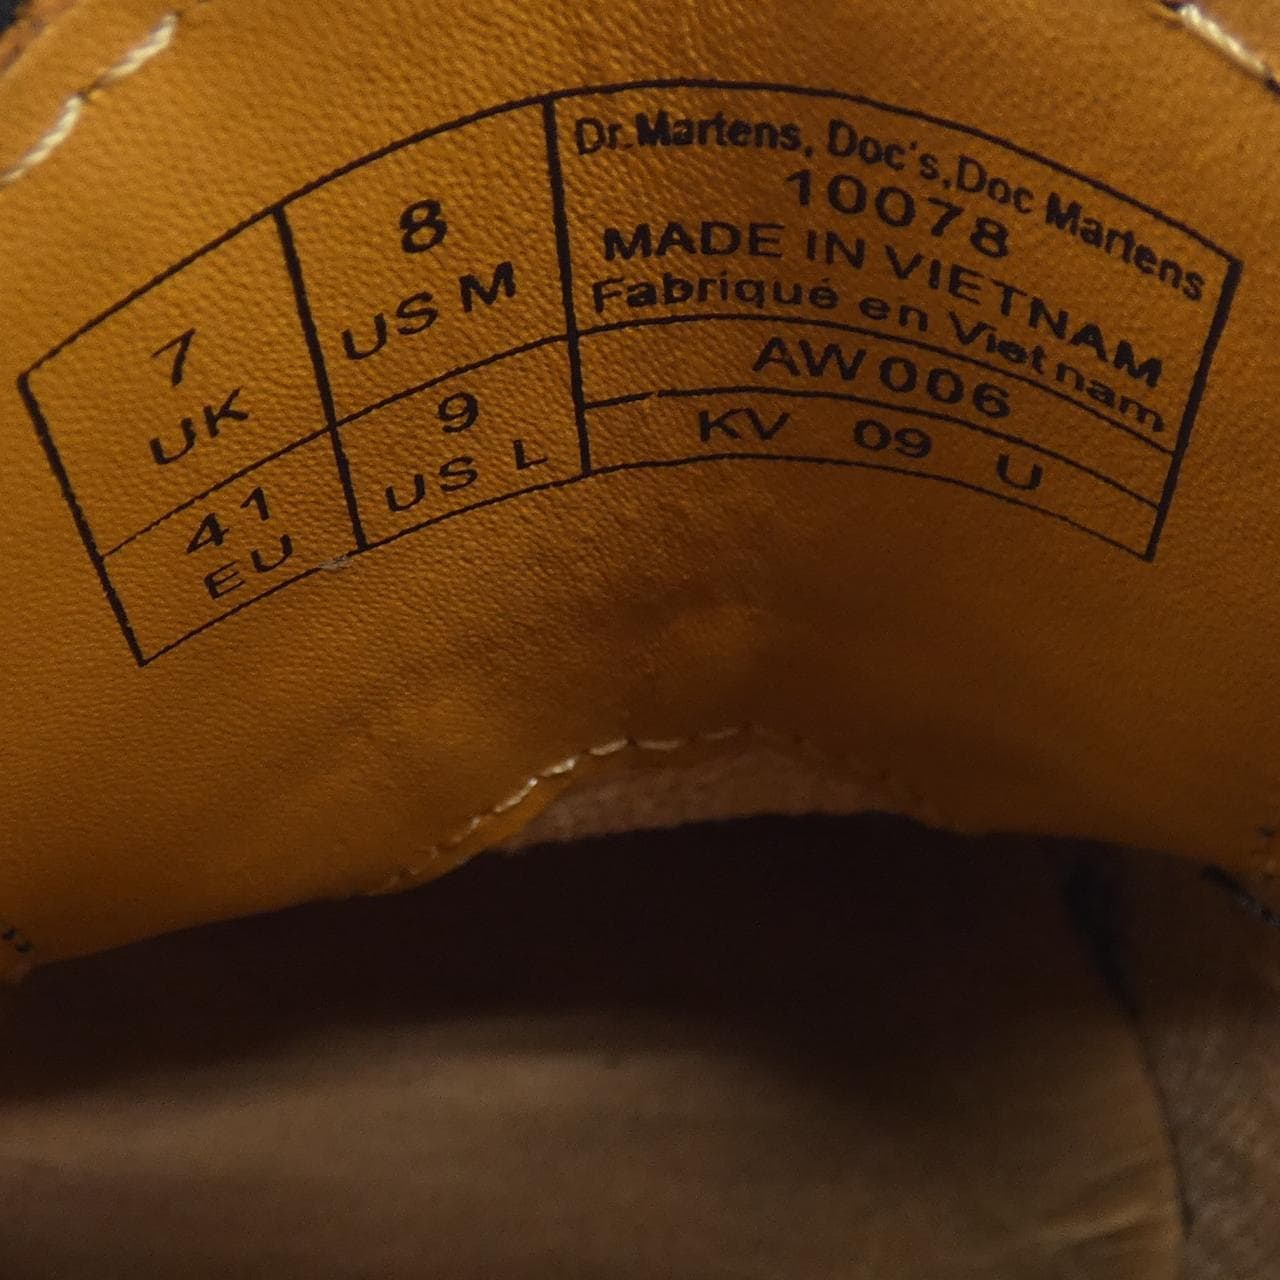 7
UK
41
EU
8
US M
9
US L
Dr.Martens, Doc's,Doc Martens
10078
MADE IN VIETNAM
Fabriqué en Vietnam
AW006
KV 09 U